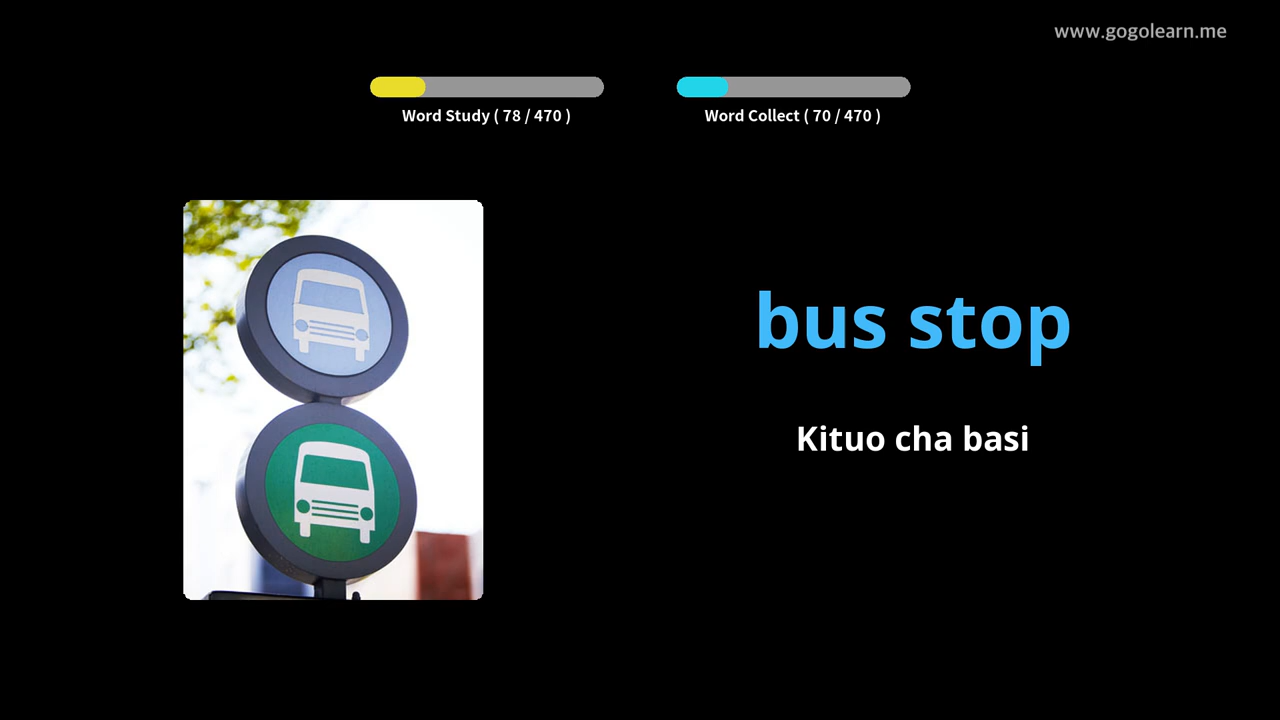 www.gogolearn.me
Word Study ( 78 / 470 )
Word Collect ( 70 / 470 )
bus stop
Kituo cha basi